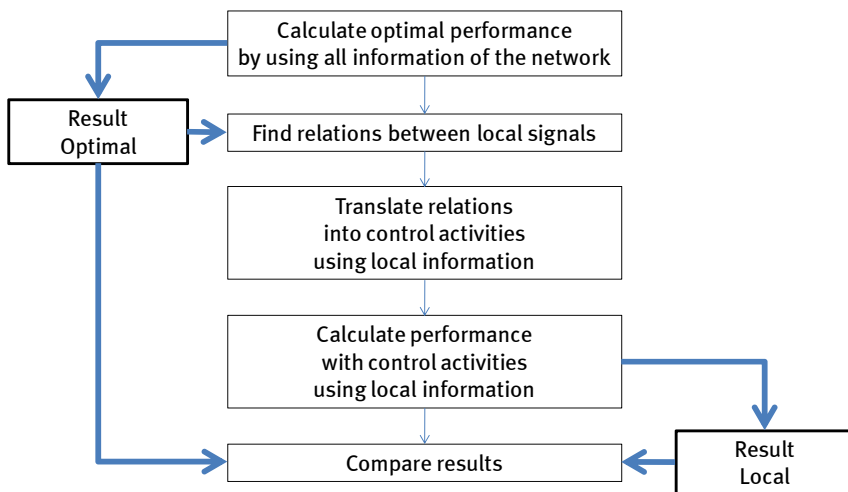 Calculate optimal performance
by using all information of the network
Result
Optimal
Find relations between local signals
Translate relations
into control activities
using local information
Calculate performance
with control activities
using local information
Compare results
Result
Local